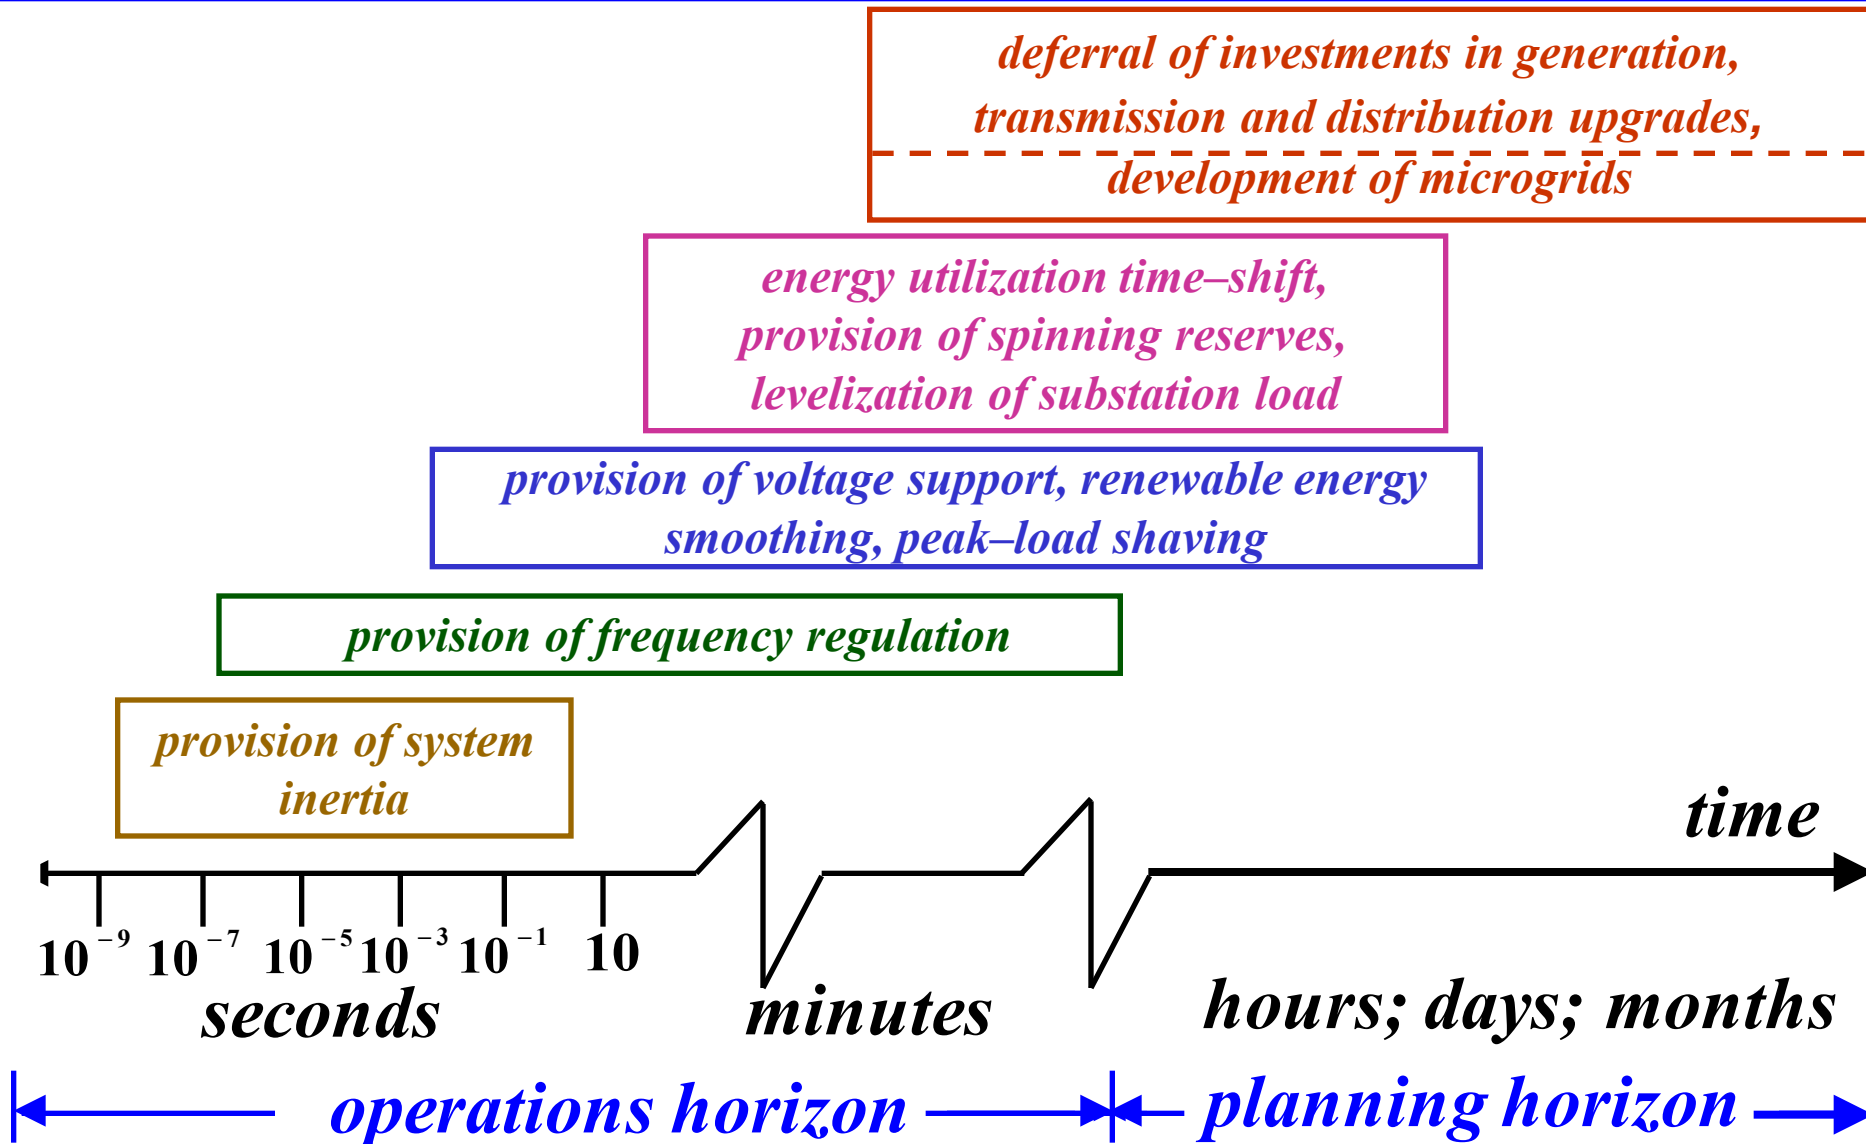 deferral of investments in generation,
transmission and distribution upgrades,
development of microgrids
energy utilization time–shift,
provision of spinning reserves,
levelization of substation load
provision of voltage support, renewable energy
smoothing, peak–load shaving
provision of frequency regulation
provision of system
inertia
time
10⁻⁹ 10⁻⁷ 10⁻⁵ 10⁻³ 10⁻¹ 10
seconds minutes hours; days; months
operations horizon planning horizon